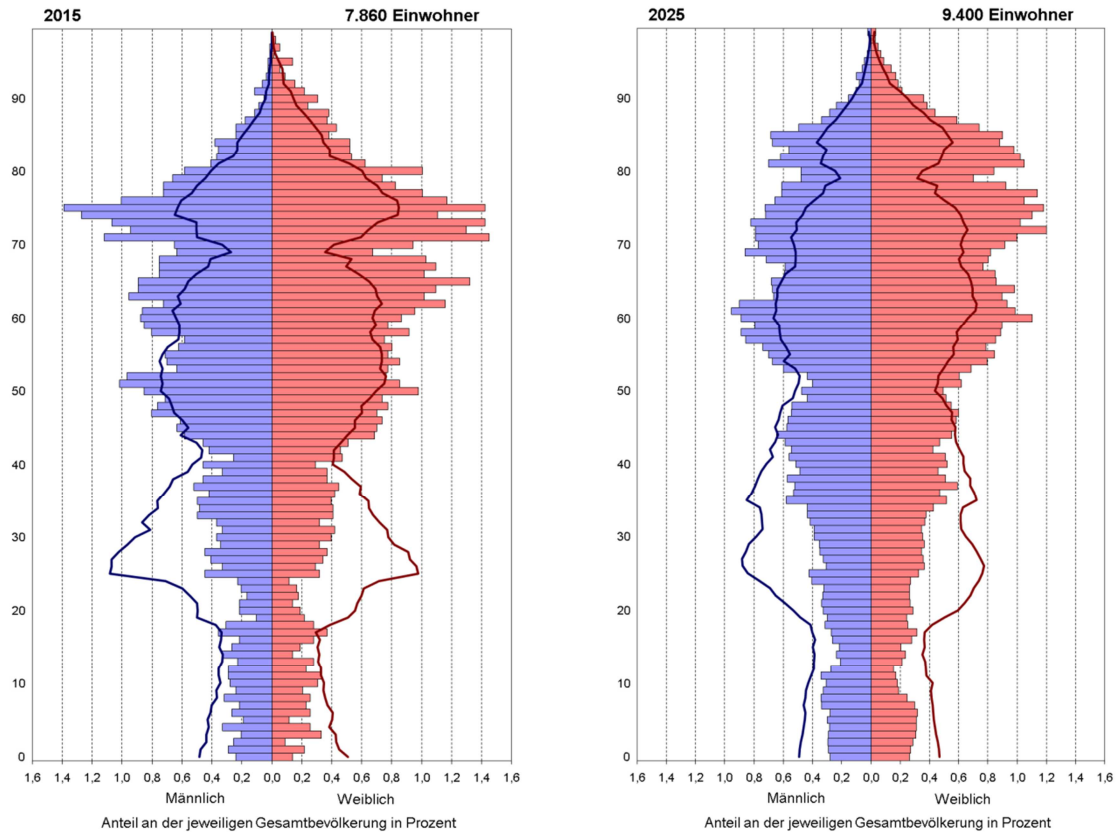 2015 7.860 Einwohner
90
80
70
60
50
40
30
20
10
0
1,6 1,4 1,2 1,0 0,8 0,6 0,4 0,2 0,0 0,2 0,4 0,6 0,8 1,0 1,2 1,4 1,6
Männlich Weiblich
Anteil an der jeweiligen Gesamtbevölkerung in Prozent
2025 9.400 Einwohner
90
80
70
60
50
40
30
20
10
0
1,6 1,4 1,2 1,0 0,8 0,6 0,4 0,2 0,0 0,2 0,4 0,6 0,8 1,0 1,2 1,4 1,6
Männlich Weiblich
Anteil an der jeweiligen Gesamtbevölkerung in Prozent